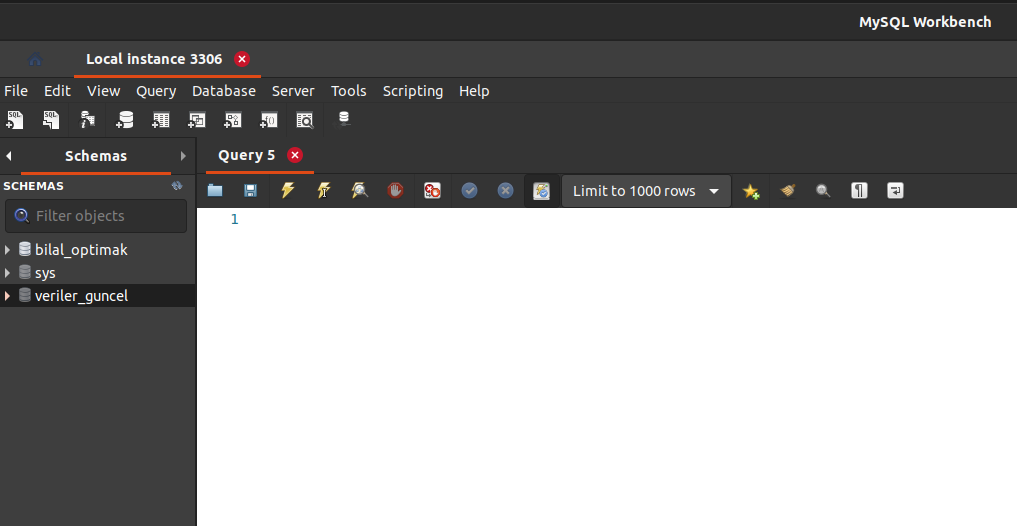 MySQL Workbench
Local instance 3306
File Edit View Query Database Server Tools Scripting Help
Schemas
Query 5
SCHEMAS
Limit to 1000 rows
Filter objects
1
bilal_optimak
sys
veriler_guncel